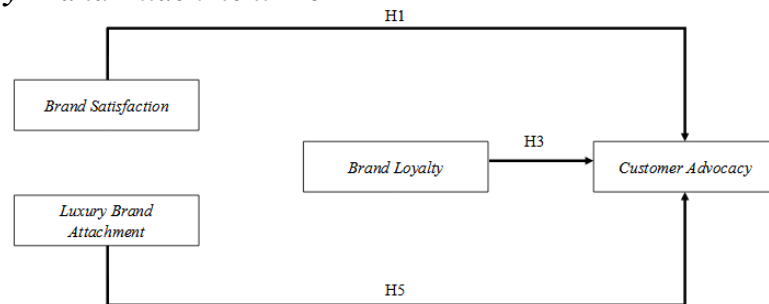 H1
Brand Satisfaction
H3
Brand Loyalty
Customer Advocacy
Luxury Brand
Attachment
H5